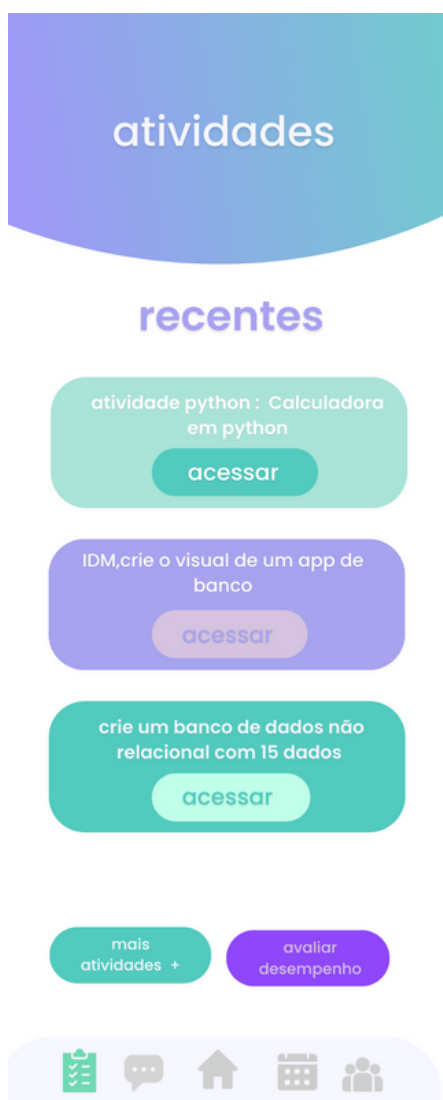 atividades
recentes
atividade python : Calculadora
em python
acessar
IDM,crie o visual de um app de
banco
acessar
crie um banco de dados não
relacional com 15 dados
acessar
mais
atividades +
avaliar
desempenho